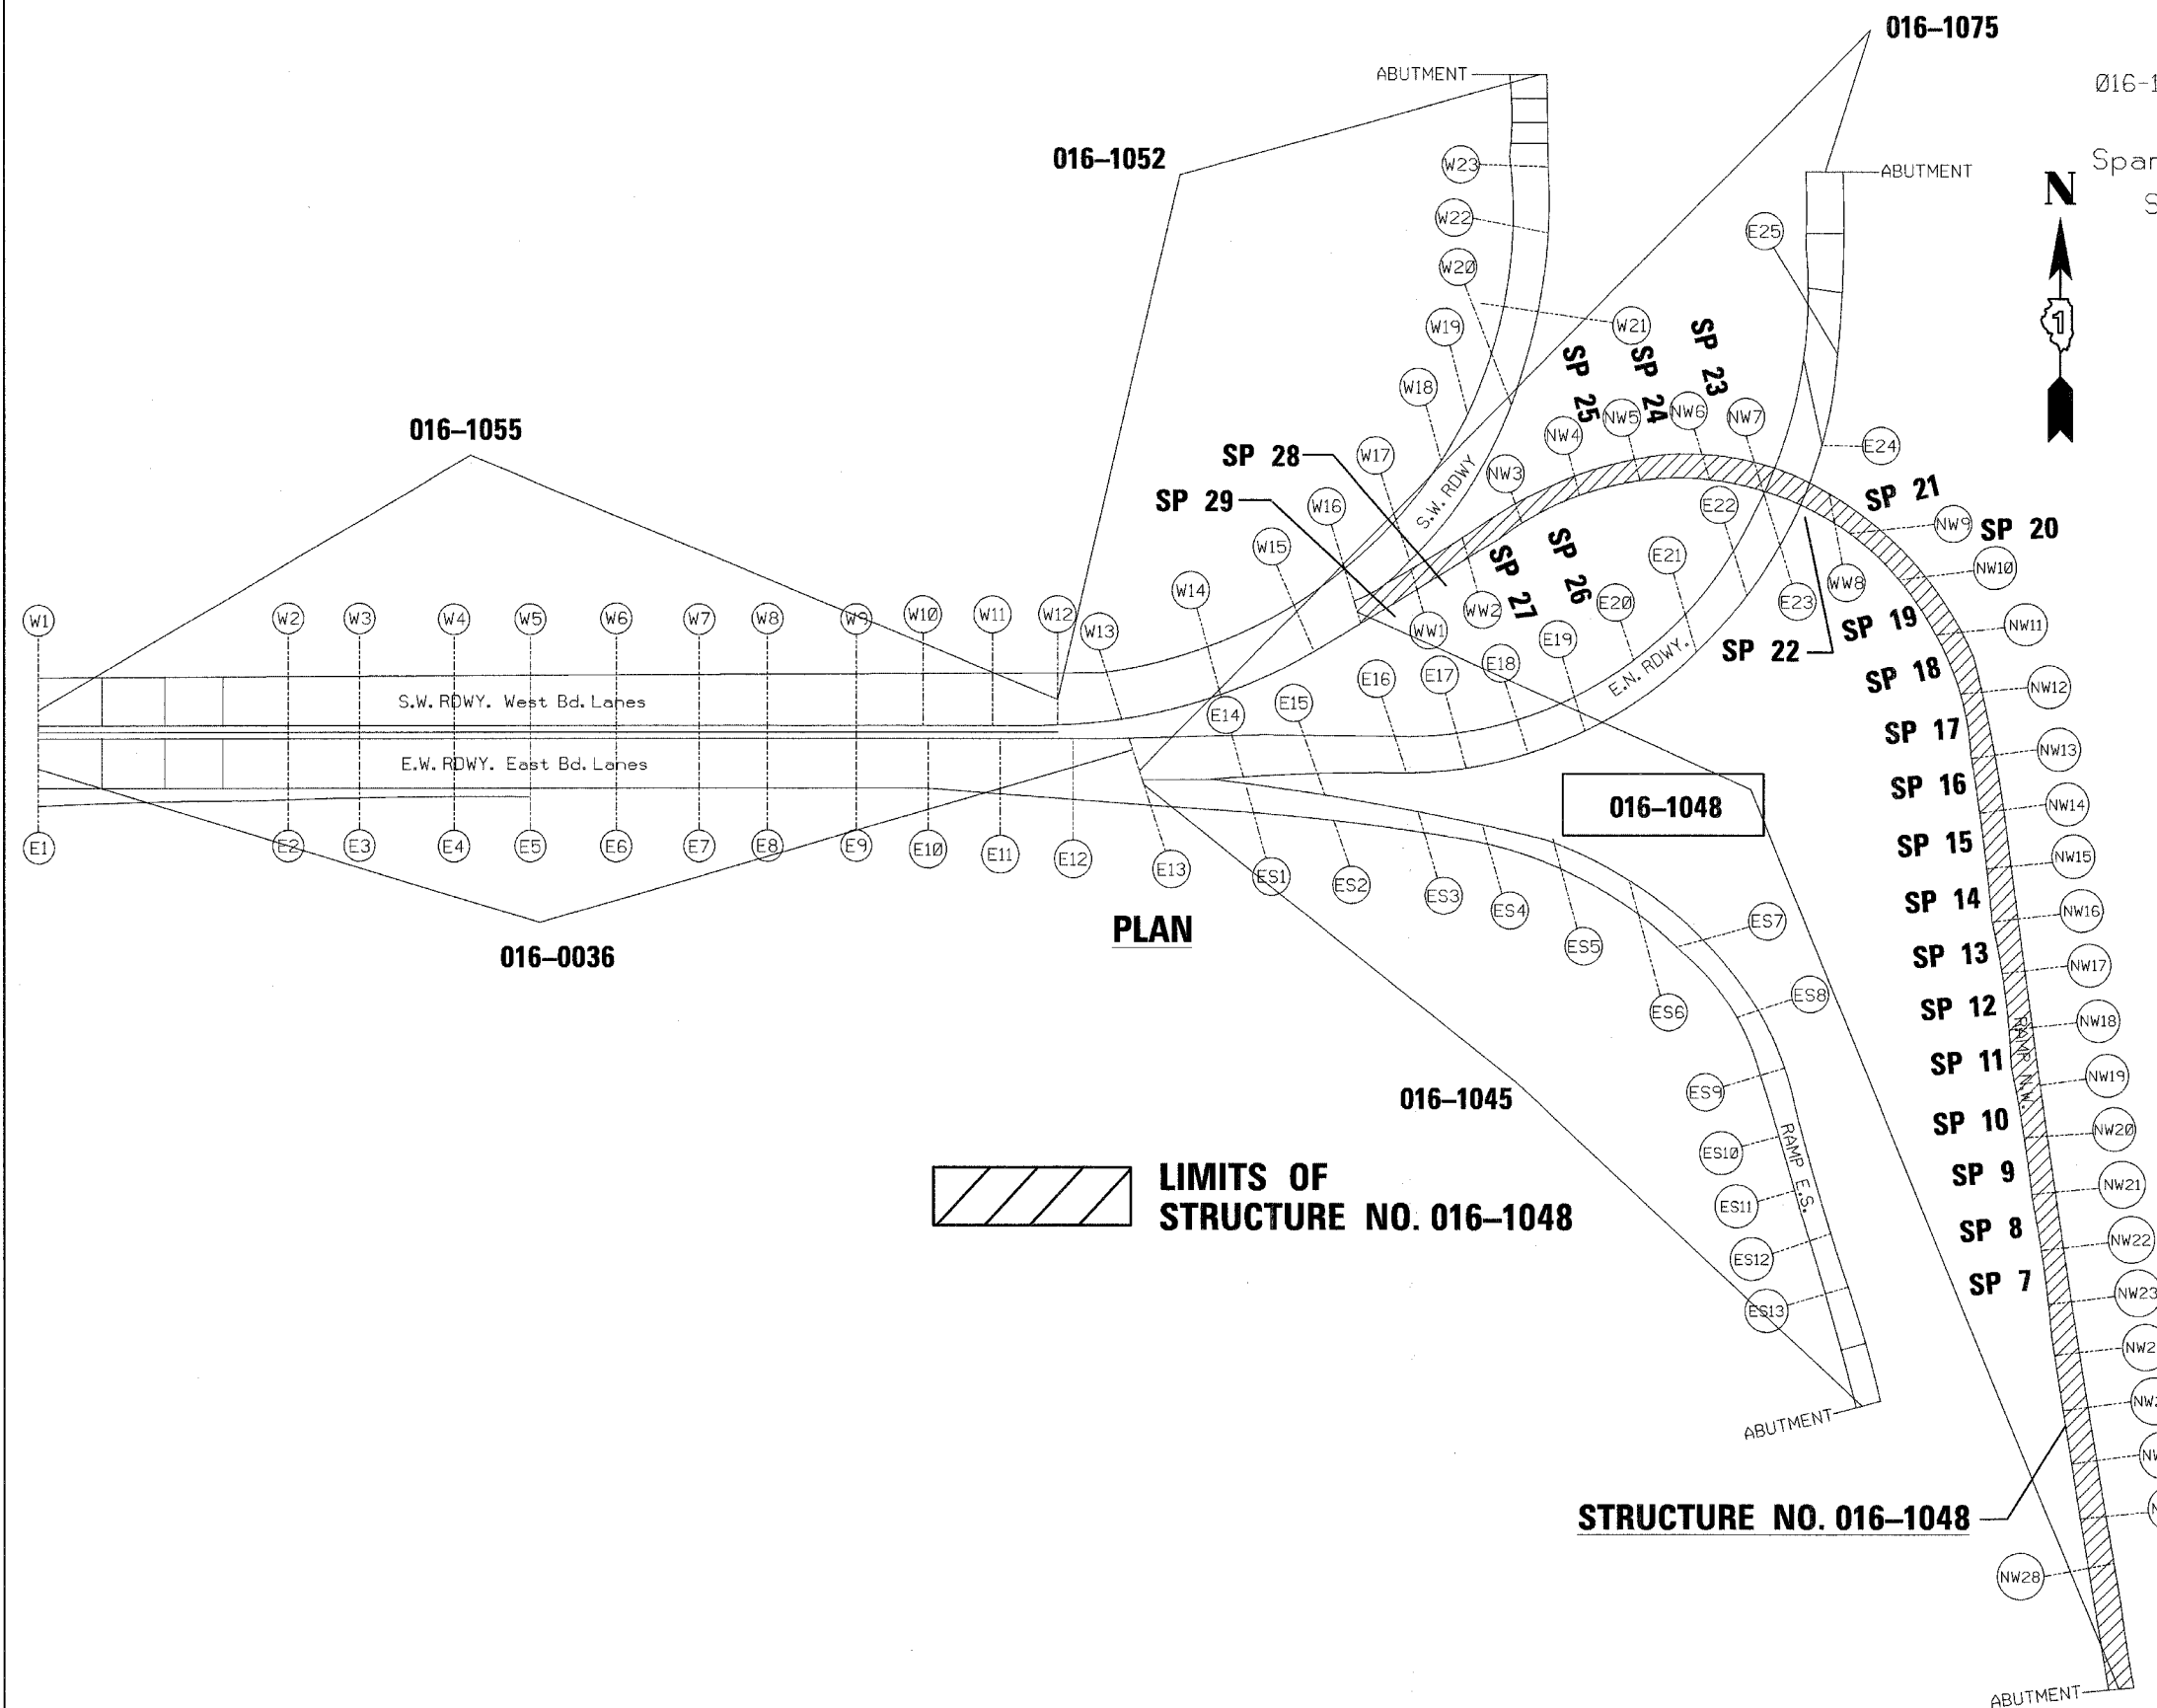 016–1075
ABUTMENT
016–1052
W23
ABUTMENT
N
W22
E25
W20
W19
W21
1
SP 25
SP 24
SP 23
W18
016–1055
NW4
NW5
NW6
NW7
E24
SP 28
W17
NW3
S.W. RDWY
SP 29
W16
E22
SP 21
NW9
SP 20
W15
SP 27
SP 26
E21
NW10
W14
WW2
E20
E23
WW8
W1
W2
W3
W4
W5
W6
W7
W8
W9
W10
W11
W12
W13
WW1
E19
SP 22
SP 19
NW11
E18
E17
E16
E.N. RDWY.
SP 18
NW12
S.W. RDWY. West Bd. Lanes
E15
E14
SP 17
NW13
E.W. RDWY. East Bd. Lanes
016–1048
SP 16
NW14
E1
E2
E3
E4
E5
E6
E7
E8
E9
E10
E11
E12
E13
ES1
ES2
ES3
ES4
ES5
ES7
SP 15
NW15
SP 14
NW16
PLAN
016–0036
SP 13
NW17
ES6
ES8
SP 12
NW18
RAMP N.W.
SP 11
NW19
016–1045
ES9
SP 10
NW20
ES10
RAMP E.S.
LIMITS OF
STRUCTURE NO. 016–1048
SP 9
NW21
ES11
SP 8
NW22
ES12
SP 7
NW23
ES13
ABUTMENT
STRUCTURE NO. 016–1048
NW28
ABUTMENT